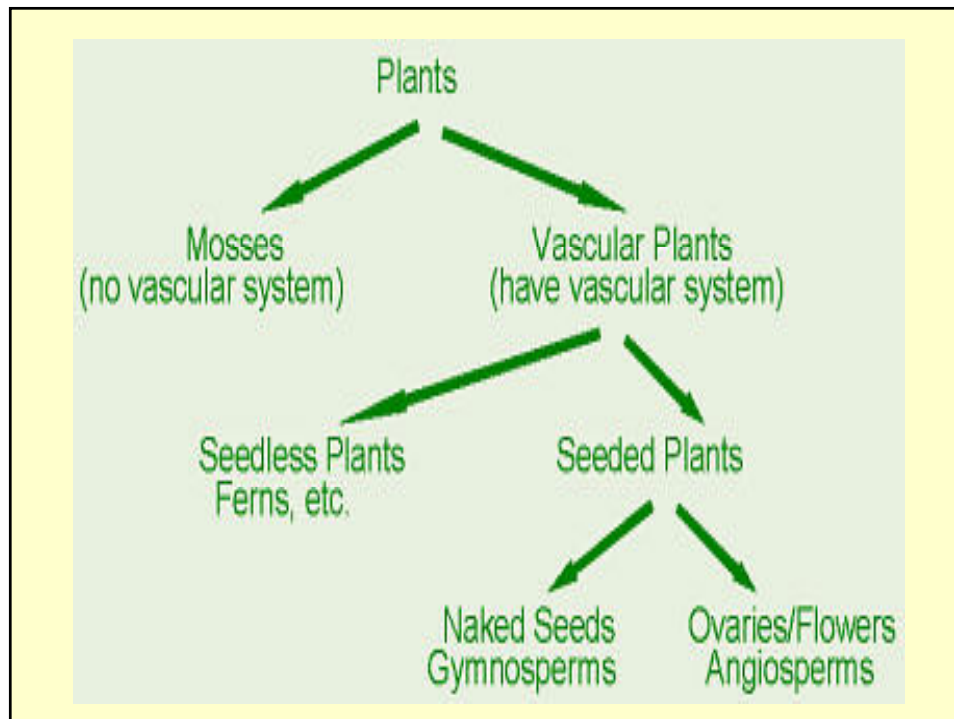 Plants
Mosses
(no vascular system)
Vascular Plants
(have vascular system)
Seedless Plants
Ferns, etc.
Seeded Plants
Naked Seeds
Gymnosperms
Ovaries/Flowers
Angiosperms